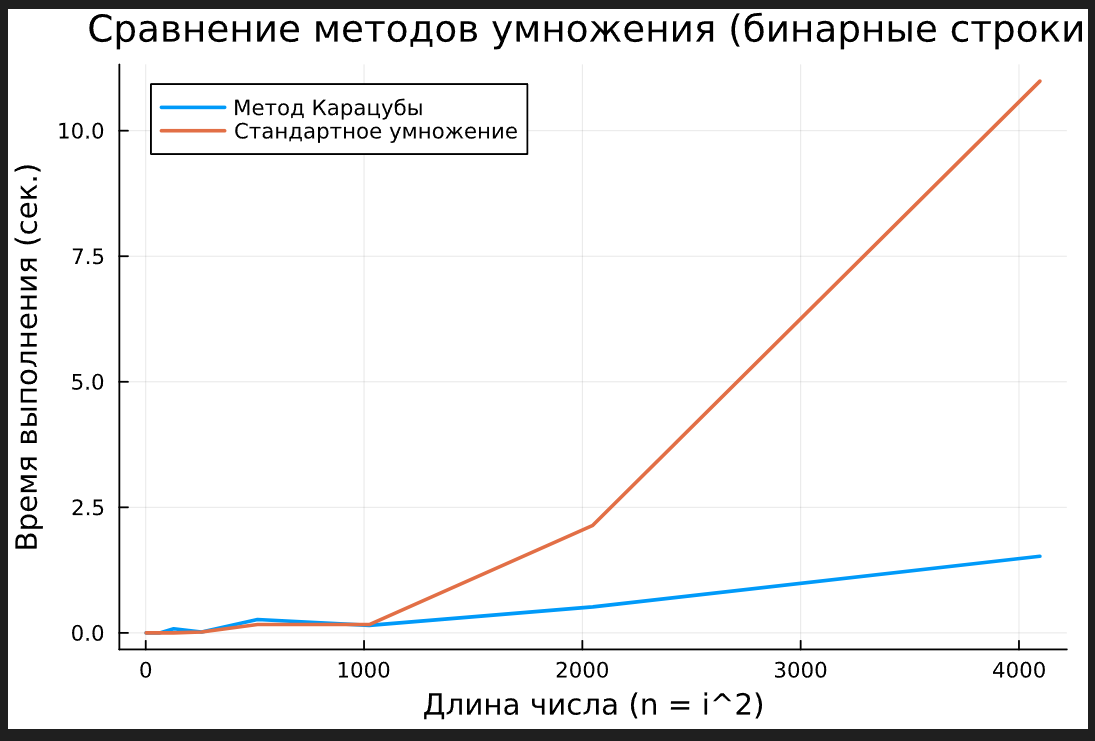 Сравнение методов умножения (бинарные строки
Метод Карацубы
Стандартное умножение
Время выполнения (сек.)
10.0
7.5
5.0
2.5
0.0
0 1000 2000 3000 4000
Длина числа (n = i^2)